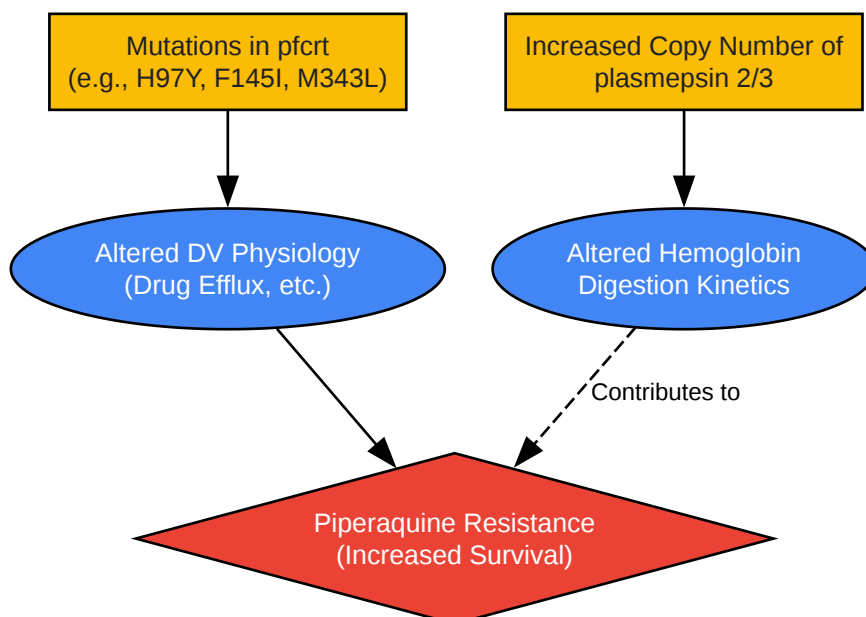 Mutations in pfcrt
(e.g., H97Y, F145I, M343L)
Increased Copy Number of
plasmepsin 2/3
Altered DV Physiology
(Drug Efflux, etc.)
Altered Hemoglobin
Digestion Kinetics
Contributes to
Piperaquine Resistance
(Increased Survival)